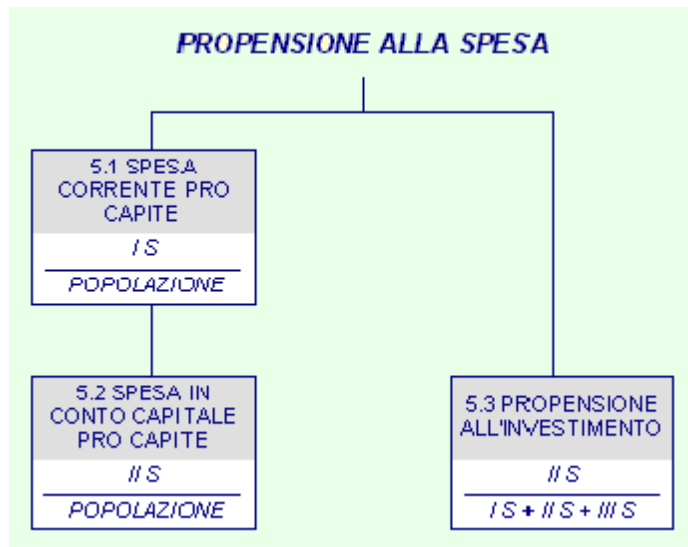 PROPENSIONE ALLA SPESA
5.1 SPESA
CORRENTE PRO
CAPITE
I S
POPOLAZIONE
5.2 SPESA IN
CONTO CAPITALE
PRO CAPITE
II S
POPOLAZIONE
5.3 PROPENSIONE
ALL'INVESTIMENTO
II S
I S + II S + III S